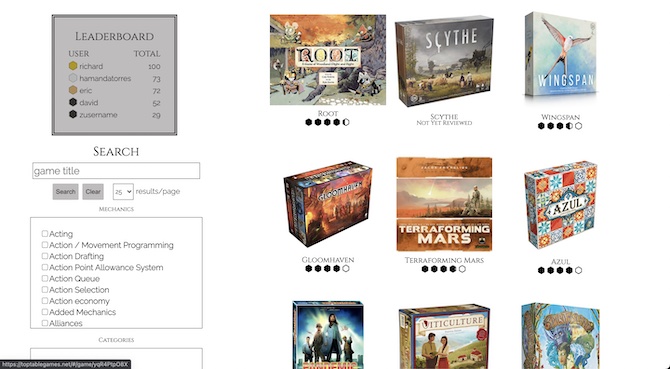 LEADERBOARD
USER TOTAL
richard 100
hamandatorres 73
eric 72
david 52
zusername 29
SEARCH
game title
Search Clear 25 results/page
MECHANICS
Acting
Action / Movement Programming
Action Drafting
Action Point Allowance System
Action Queue
Action Selection
Action economy
Added Mechanics
Alliances
CATEGORIES
https://toptablegames.net/#/game/yqR4PtpO8X
ROOT
ROOT
SCYTHE
SCYTHE
NOT YET REVIEWED
WINGSPAN
WINGSPAN
GLOOMHAVEN
GLOOMHAVEN
TERRAFORMING
MARS
TERRAFORMING MARS
AZUL
AZUL
PANDEMIC
VITICULTURE